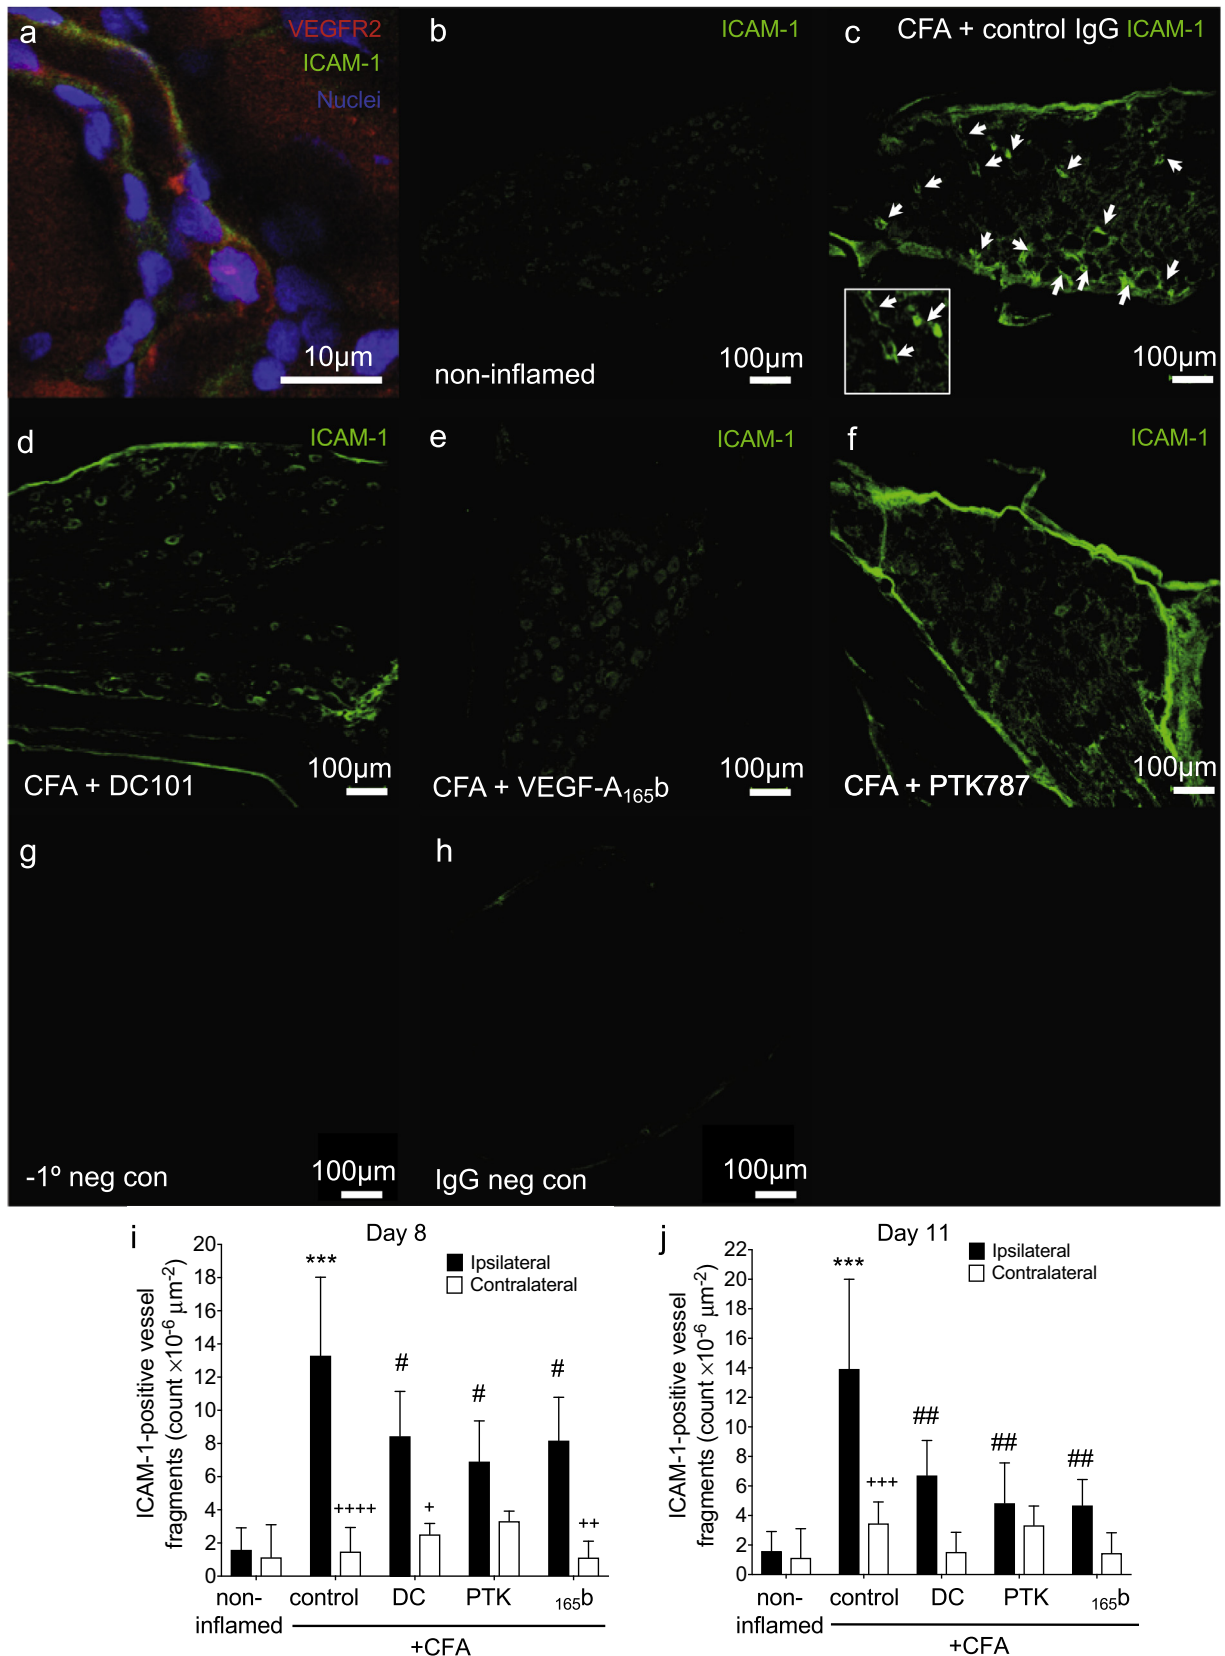 a
VEGFR2
ICAM-1
Nuclei
10µm
b
ICAM-1
non-inflamed
100µm
c
CFA + control IgG ICAM-1
100µm
d
ICAM-1
CFA + DC101
100µm
e
ICAM-1
CFA + VEGF-A₁₆₅b
100µm
f
ICAM-1
CFA + PTK787
100µm
g
-1º neg con
100µm
h
IgG neg con
100µm
i
Day 8
Ipsilateral
Contralateral
ICAM-1-positive vessel
fragments (count ×10⁻⁶ µm⁻²)
20
18
16
14
12
10
8
6
4
2
0
***
++++
#
+
#
#
++
non-
inflamed
control
DC
PTK
₁₆₅b
+CFA
j
Day 11
Ipsilateral
Contralateral
ICAM-1-positive vessel
fragments (count ×10⁻⁶ µm⁻²)
22
20
18
16
14
12
10
8
6
4
2
0
***
+++
##
##
##
non-
inflamed
control
DC
PTK
₁₆₅b
+CFA